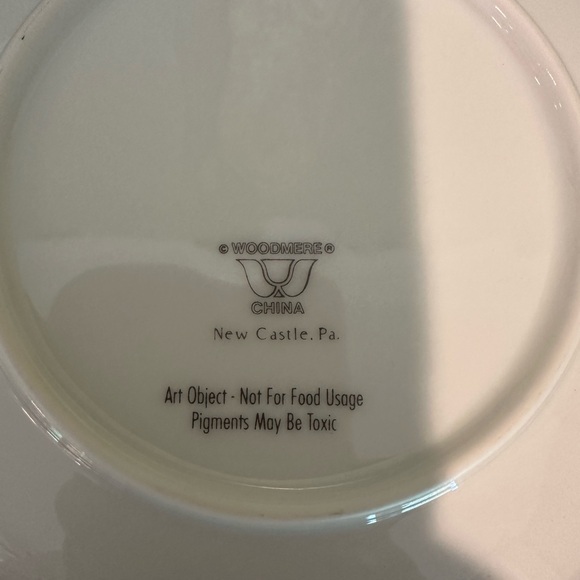 © WOODMERE ®
CHINA
New Castle, Pa.
Art Object - Not For Food Usage
Pigments May Be Toxic